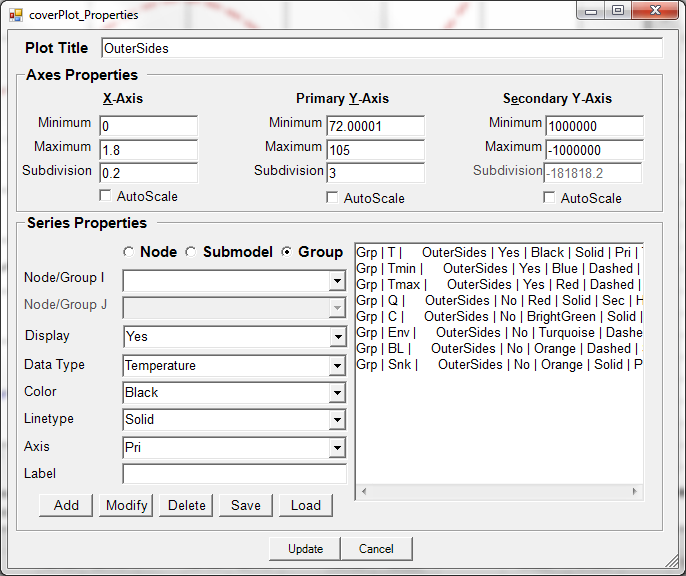 coverPlot_Properties
Plot Title OuterSides
Axes Properties
X-Axis Primary Y-Axis Secondary Y-Axis
Minimum 0 Minimum 72.00001 Minimum 1000000
Maximum 1.8 Maximum 105 Maximum -1000000
Subdivision 0.2 Subdivision 3 Subdivision -181818.2
AutoScale AutoScale AutoScale
Series Properties
Node Submodel Group
Node/Group I
Node/Group J
Display Yes
Data Type Temperature
Color Black
Linetype Solid
Axis Pri
Label
Grp | T | OuterSides | Yes | Black | Solid | Pri |
Grp | Tmin | OuterSides | Yes | Blue | Dashed |
Grp | Tmax | OuterSides | Yes | Red | Dashed |
Grp | Q | OuterSides | No | Red | Solid | Sec | H
Grp | C | OuterSides | No | BrightGreen | Solid |
Grp | Env | OuterSides | No | Turquoise | Dashe
Grp | BL | OuterSides | No | Orange | Dashed |
Grp | Snk | OuterSides | No | Orange | Solid | P
Add Modify Delete Save Load
Update Cancel